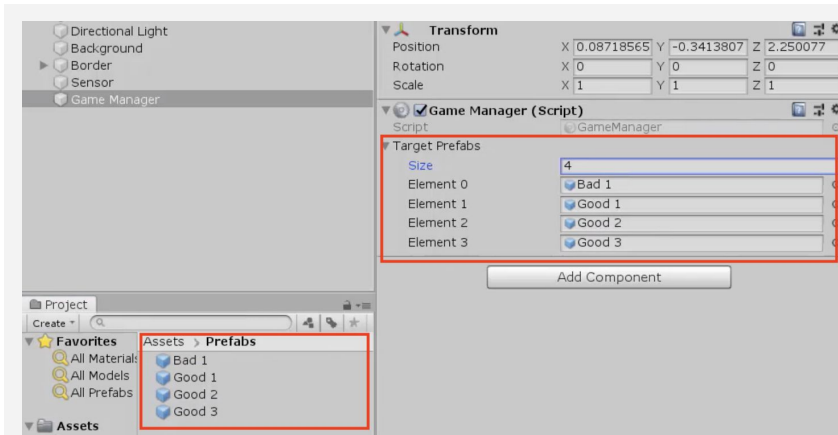 Directional Light
Background
Border
Sensor
Game Manager
Transform
Position X 0.08718565 Y -0.3413807 Z 2.250077
Rotation X 0 Y 0 Z 0
Scale X 1 Y 1 Z 1
Game Manager (Script)
Script GameManager
Target Prefabs
Size 4
Element 0 Bad 1
Element 1 Good 1
Element 2 Good 2
Element 3 Good 3
Add Component
Project
Create
Favorites
All Materials
All Models
All Prefabs
Assets
Assets > Prefabs
Bad 1
Good 1
Good 2
Good 3